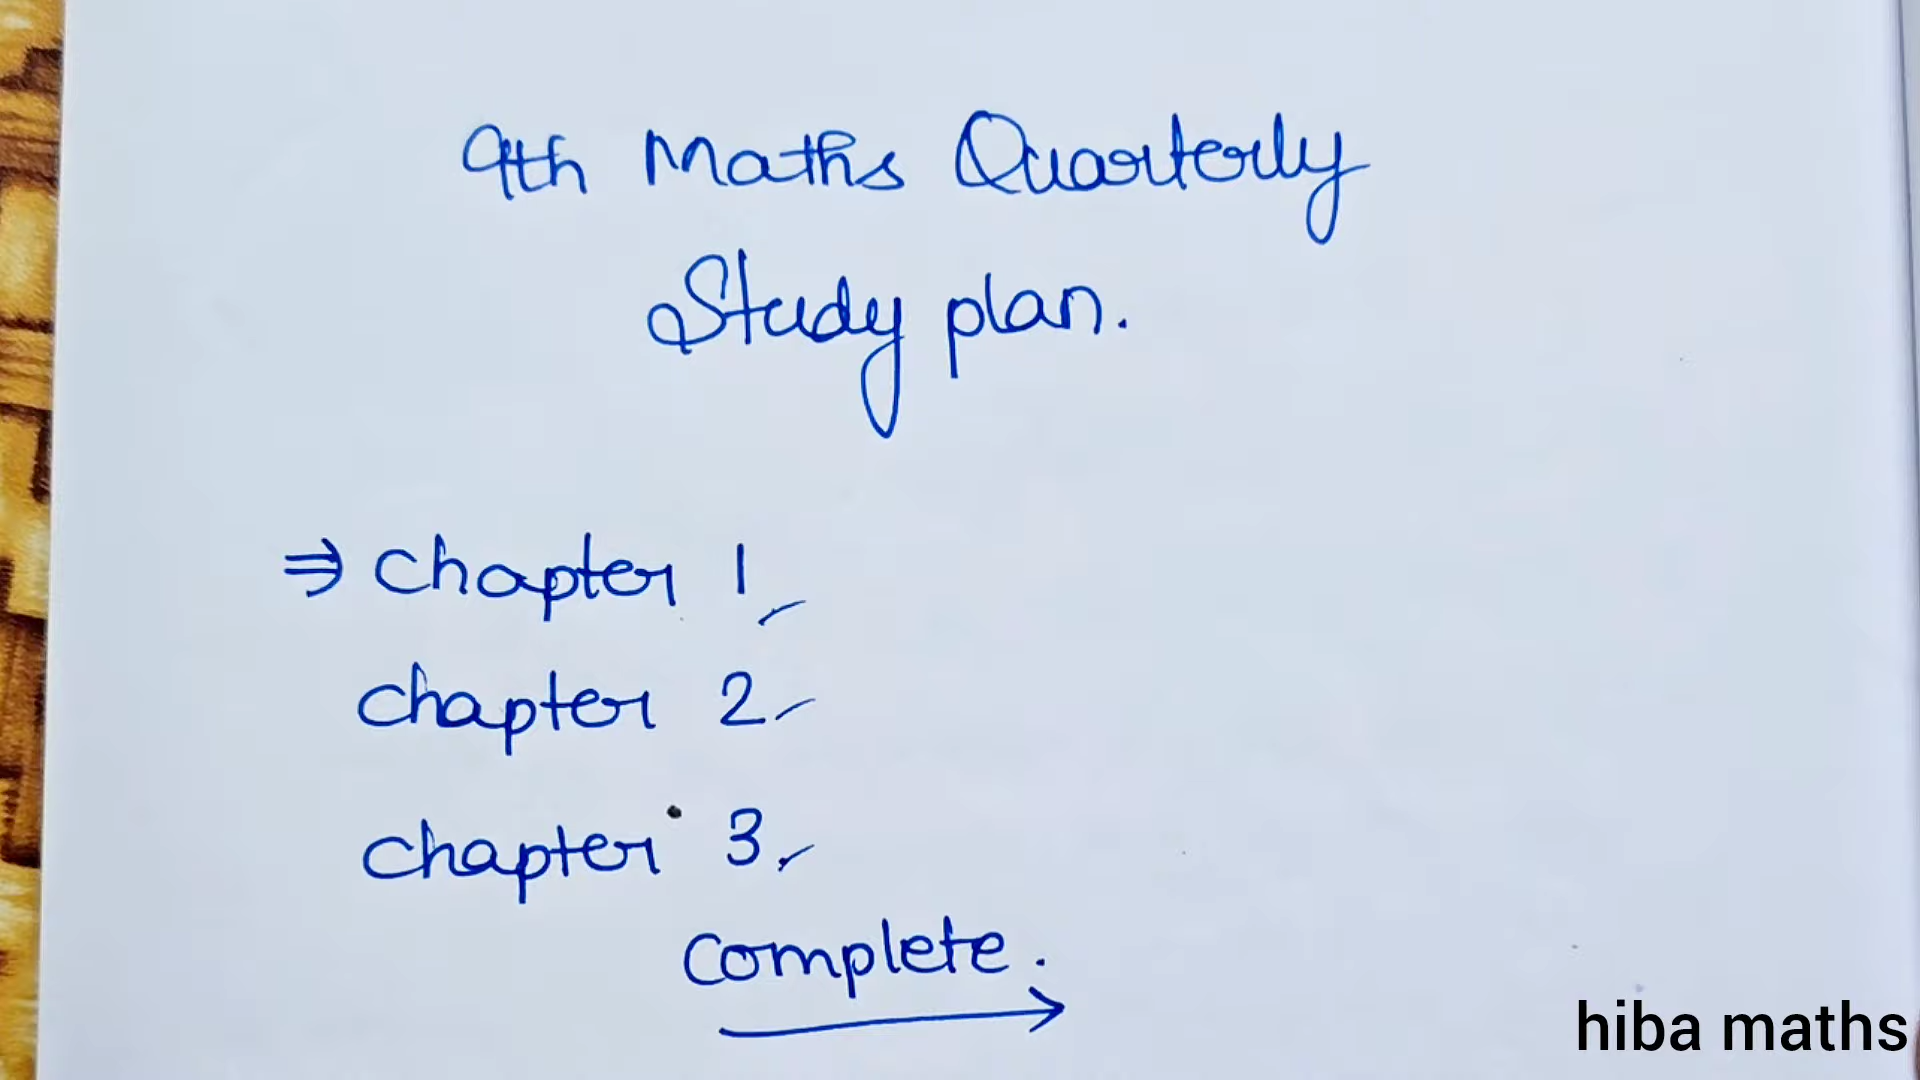 9th Maths Quarterly
Study plan.
⇒ chapter 1
chapter 2
chapter 3
complete.
hiba maths